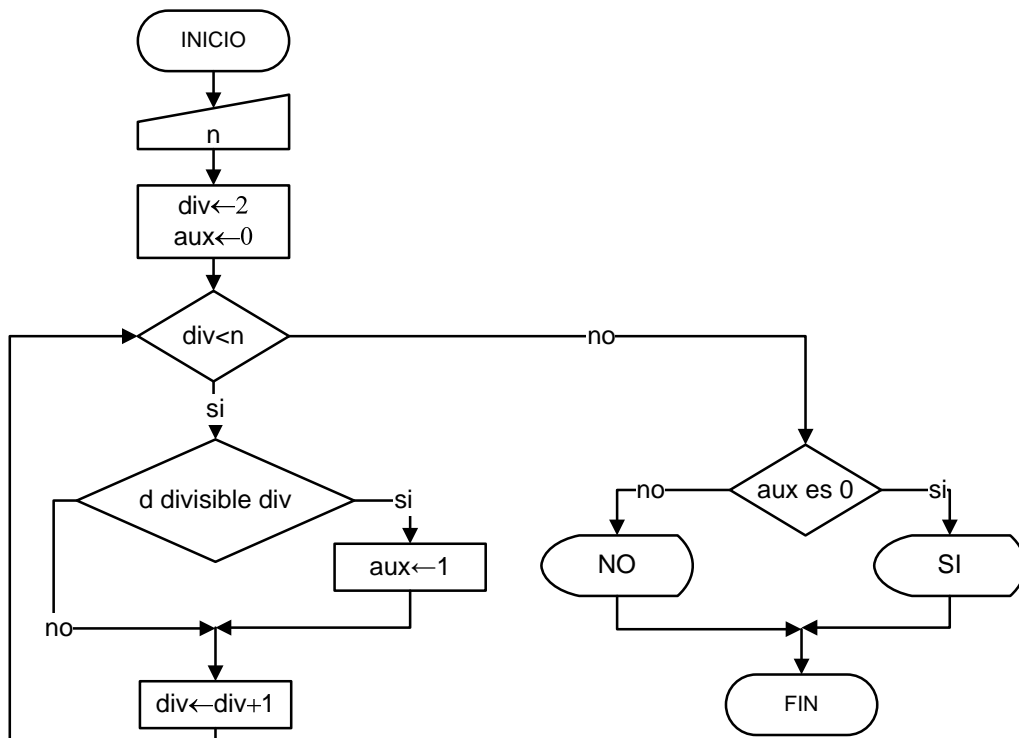 INICIO
n
div←2
aux←0
div<n
no
si
d divisible div
si
aux←1
no
div←div+1
aux es 0
no
si
NO
SI
FIN